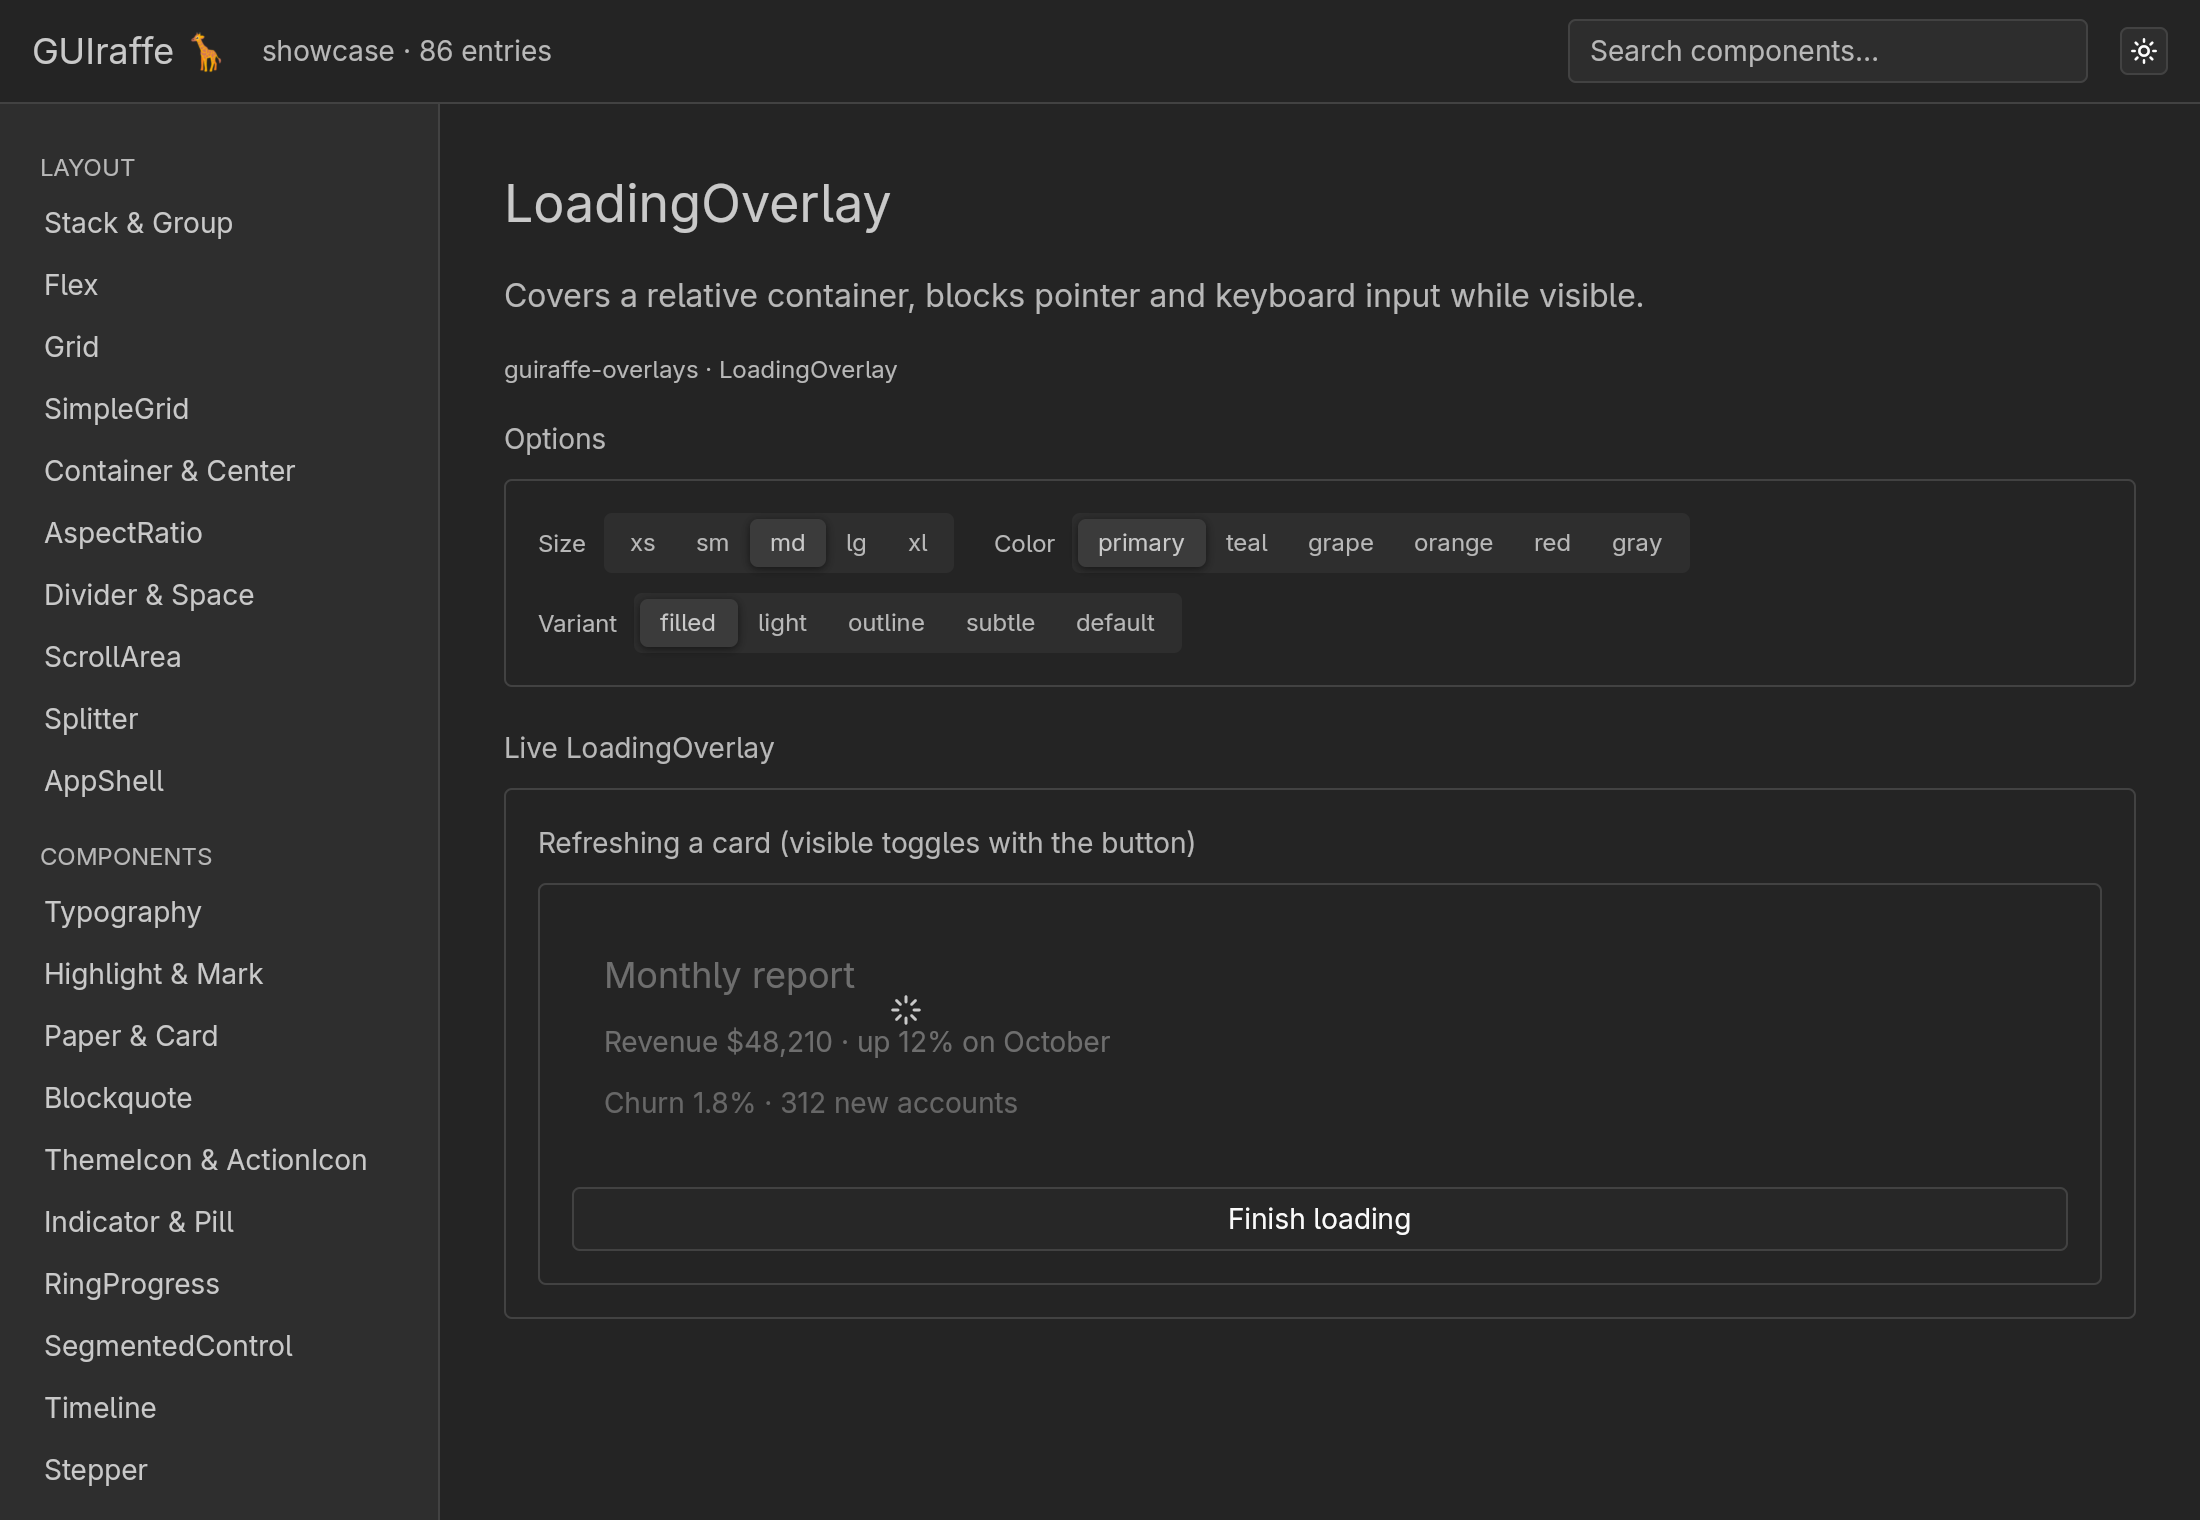 GUIraffe 🦒 showcase · 86 entries Search components...
LAYOUT
Stack & Group
Flex
Grid
SimpleGrid
Container & Center
AspectRatio
Divider & Space
ScrollArea
Splitter
AppShell
COMPONENTS
Typography
Highlight & Mark
Paper & Card
Blockquote
ThemeIcon & ActionIcon
Indicator & Pill
RingProgress
SegmentedControl
Timeline
Stepper
LoadingOverlay
Covers a relative container, blocks pointer and keyboard input while visible.
guiraffe-overlays · LoadingOverlay
Options
Size xs sm md lg xl Color primary teal grape orange red gray
Variant filled light outline subtle default
Live LoadingOverlay
Refreshing a card (visible toggles with the button)
Monthly report
Revenue $48,210 · up 12% on October
Churn 1.8% · 312 new accounts
Finish loading